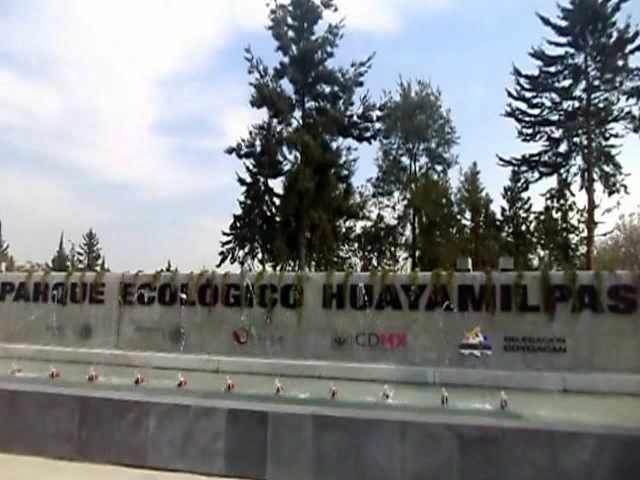 PARQUE ECOLÓGICO HUAYAMILPAS
CDMX
DELEGACIÓN
COYOACÁN